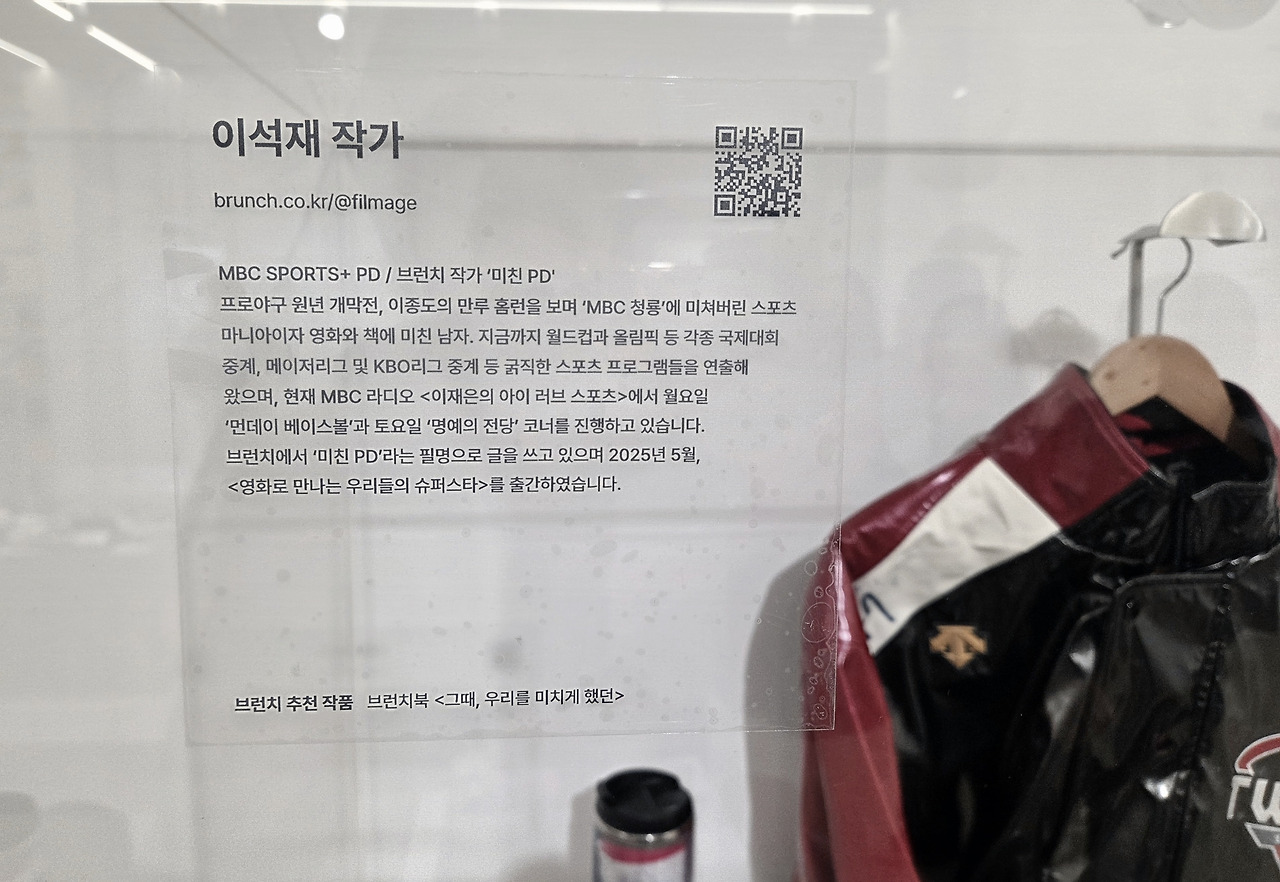 이석재 작가
brunch.co.kr/@filmage
MBC SPORTS+ PD / 브런치 작가 ‘미친 PD'
프로야구 원년 개막전, 이종도의 만루 홈런을 보며 ‘MBC 청룡’에 미쳐버린 스포츠
마니아이자 영화와 책에 미친 남자. 지금까지 월드컵과 올림픽 등 각종 국제대회
중계, 메이저리그 및 KBO리그 중계 등 굵직한 스포츠 프로그램들을 연출해
왔으며, 현재 MBC 라디오 <이재은의 아이 러브 스포츠>에서 월요일
‘먼데이 베이스볼’과 토요일 ‘명예의 전당’ 코너를 진행하고 있습니다.
브런치에서 ‘미친 PD’라는 필명으로 글을 쓰고 있으며 2025년 5월,
<영화로 만나는 우리들의 슈퍼스타>를 출간하였습니다.
브런치 추천 작품 브런치북 <그때, 우리를 미치게 했던>